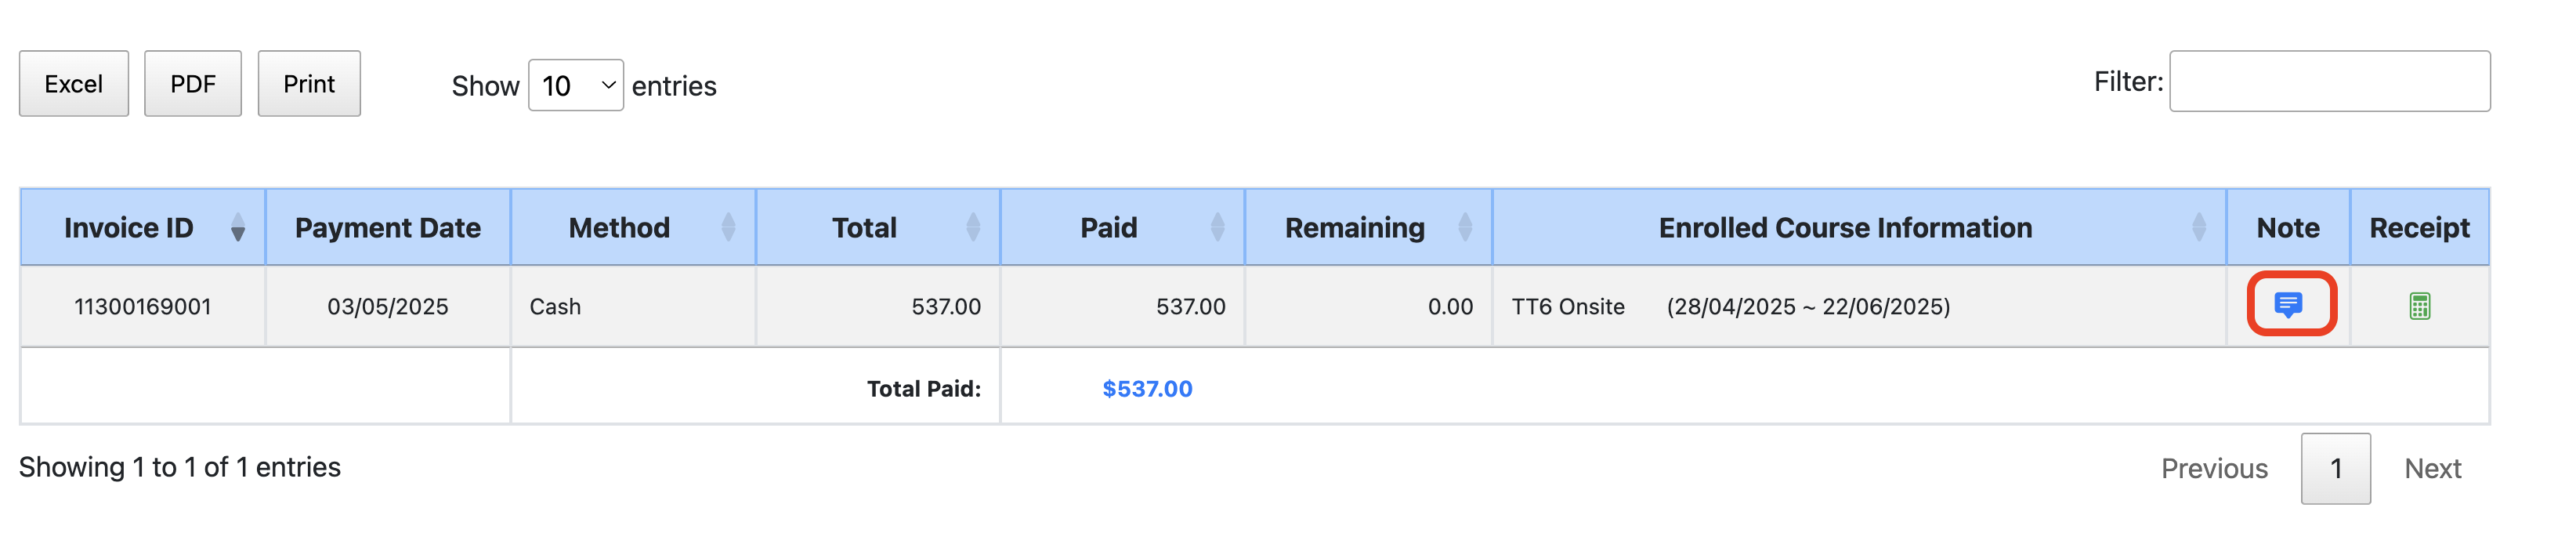 Excel PDF Print Show 10 entries Filter:
Invoice ID Payment Date Method Total Paid Remaining Enrolled Course Information Note Receipt
11300169001 03/05/2025 Cash 537.00 537.00 0.00 TT6 Onsite (28/04/2025 ~ 22/06/2025)
Total Paid: $537.00
Showing 1 to 1 of 1 entries Previous 1 Next